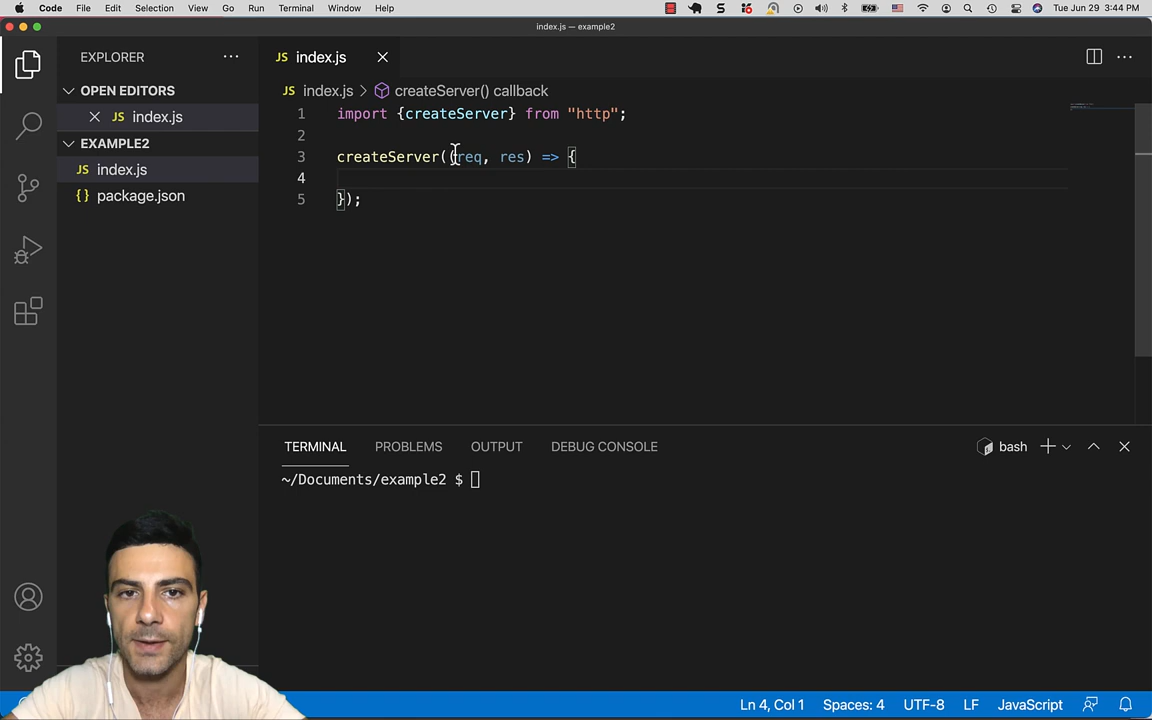 Code File Edit Selection View Go Run Terminal Window Help Tue Jun 29 3:44 PM
index.js — example2
EXPLORER
JS index.js
OPEN EDITORS
JS index.js > createServer() callback
JS index.js
1 import {createServer} from "http";
2
EXAMPLE2
3 createServer((req, res) => {
JS index.js
4
{} package.json
5 });
TERMINAL PROBLEMS OUTPUT DEBUG CONSOLE bash
~/Documents/example2 $
Ln 4, Col 1 Spaces: 4 UTF-8 LF JavaScript